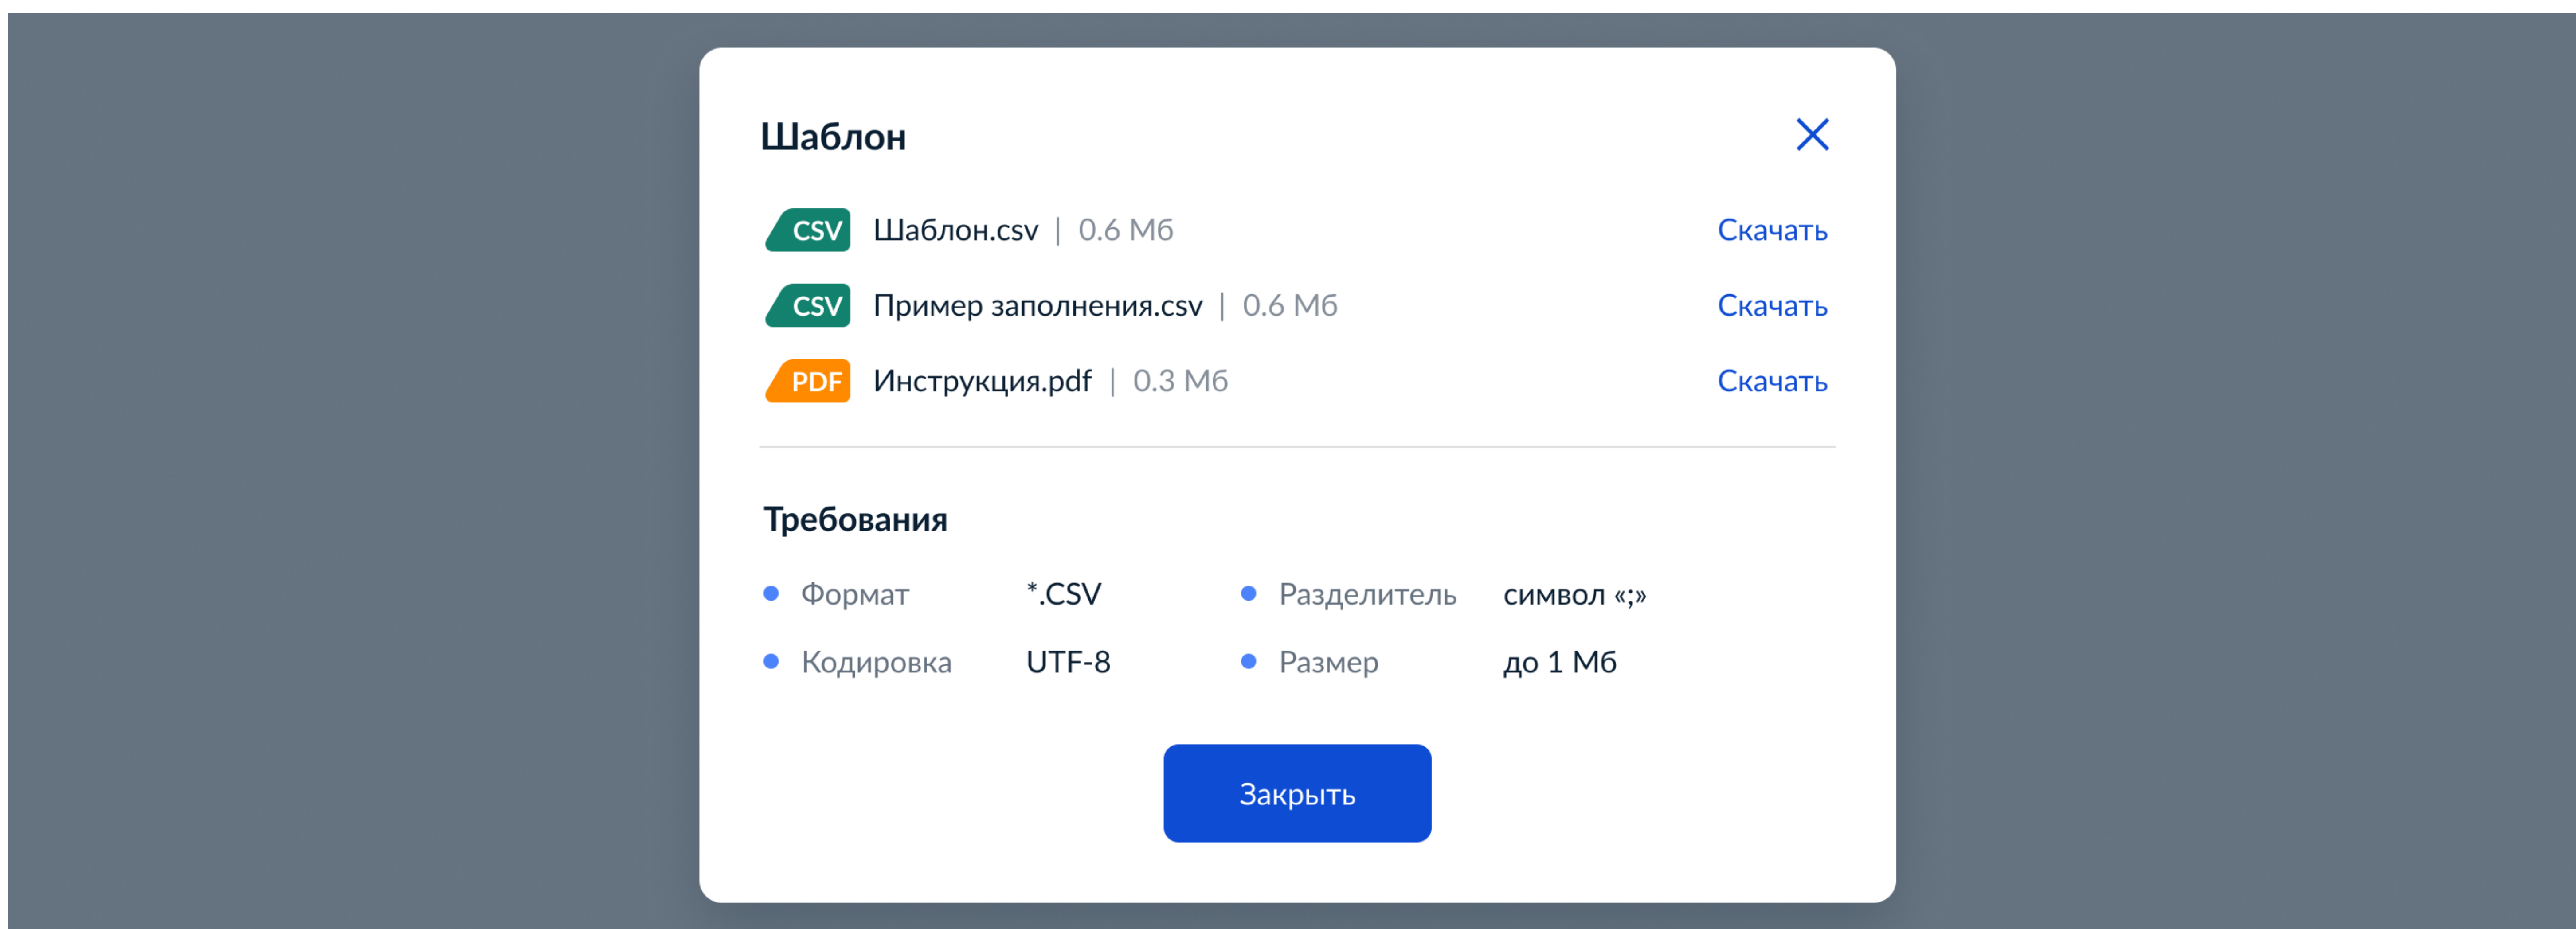 Шаблон
CSV Шаблон.csv | 0.6 Мб Скачать
CSV Пример заполнения.csv | 0.6 Мб Скачать
PDF Инструкция.pdf | 0.3 Мб Скачать
Требования
Формат *.CSV Разделитель символ «;»
Кодировка UTF-8 Размер до 1 Мб
Закрыть